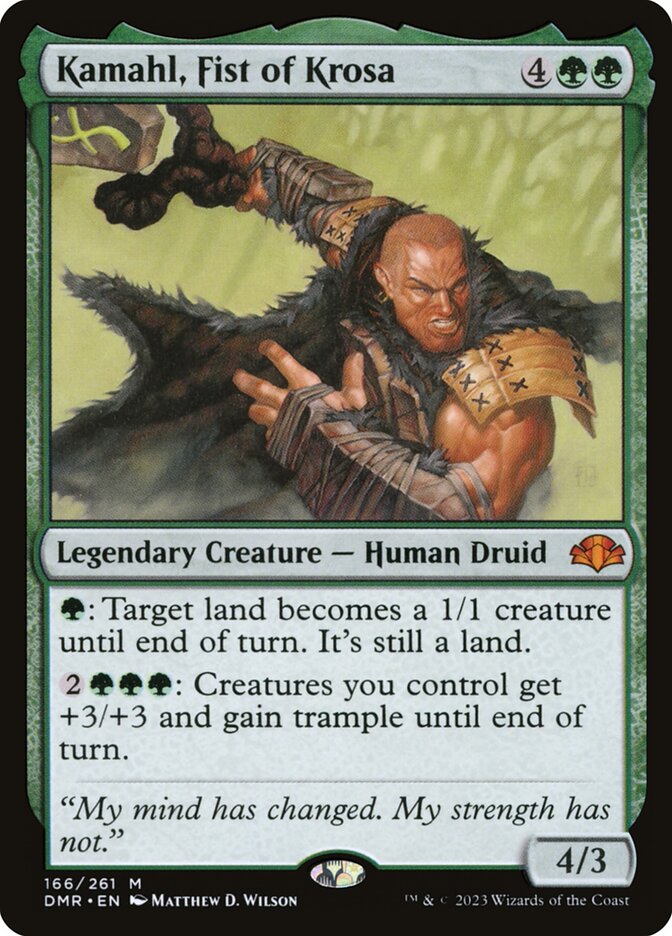 Kamahl, Fist of Krosa 4
Legendary Creature — Human Druid
: Target land becomes a 1/1 creature
until end of turn. It's still a land.
2: Creatures you control get
+3/+3 and gain trample until end of
turn.
“My mind has changed. My strength has
not.”
4/3
166/261 M
DMR • EN Matthew D. Wilson
™ & © 2023 Wizards of the Coast